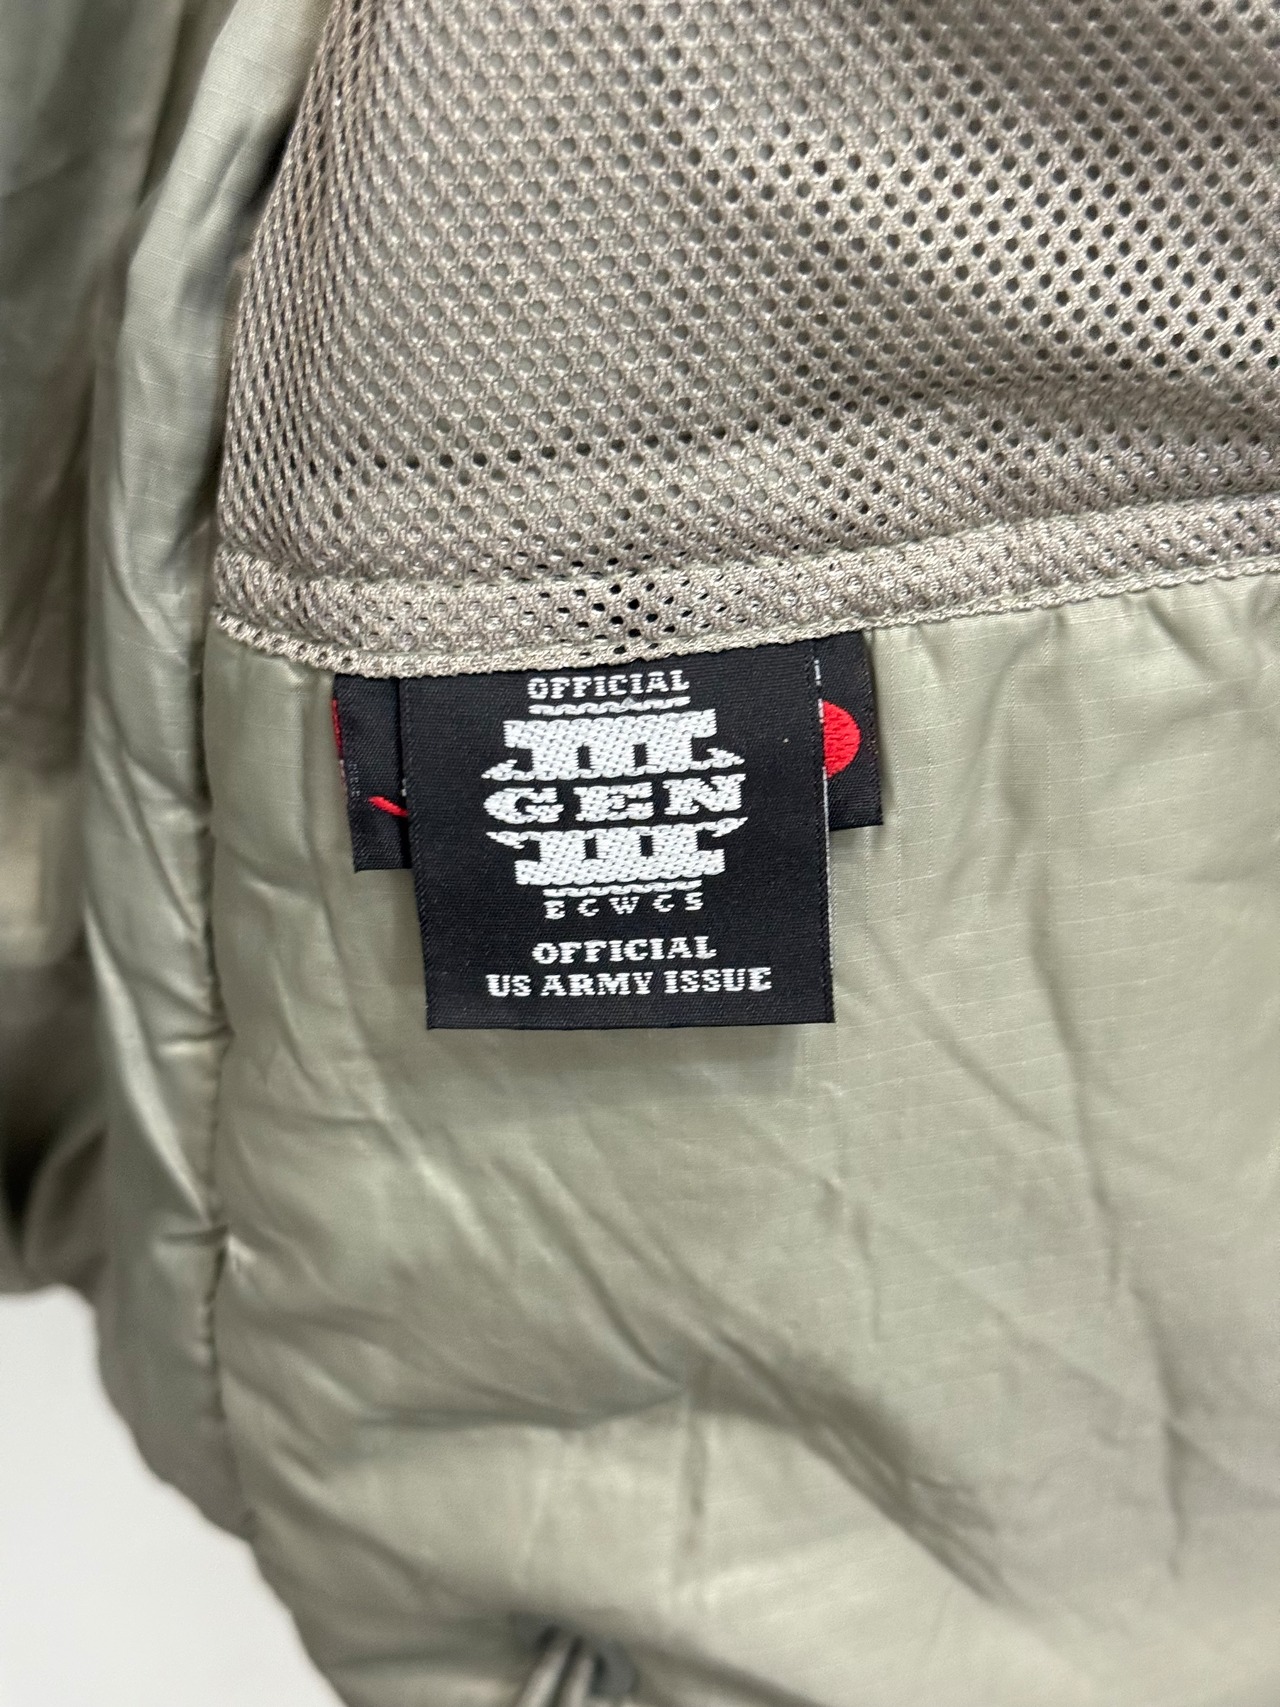 OFFICIAL
III
GEN
III
ECWCS
OFFICIAL
US ARMY ISSUE